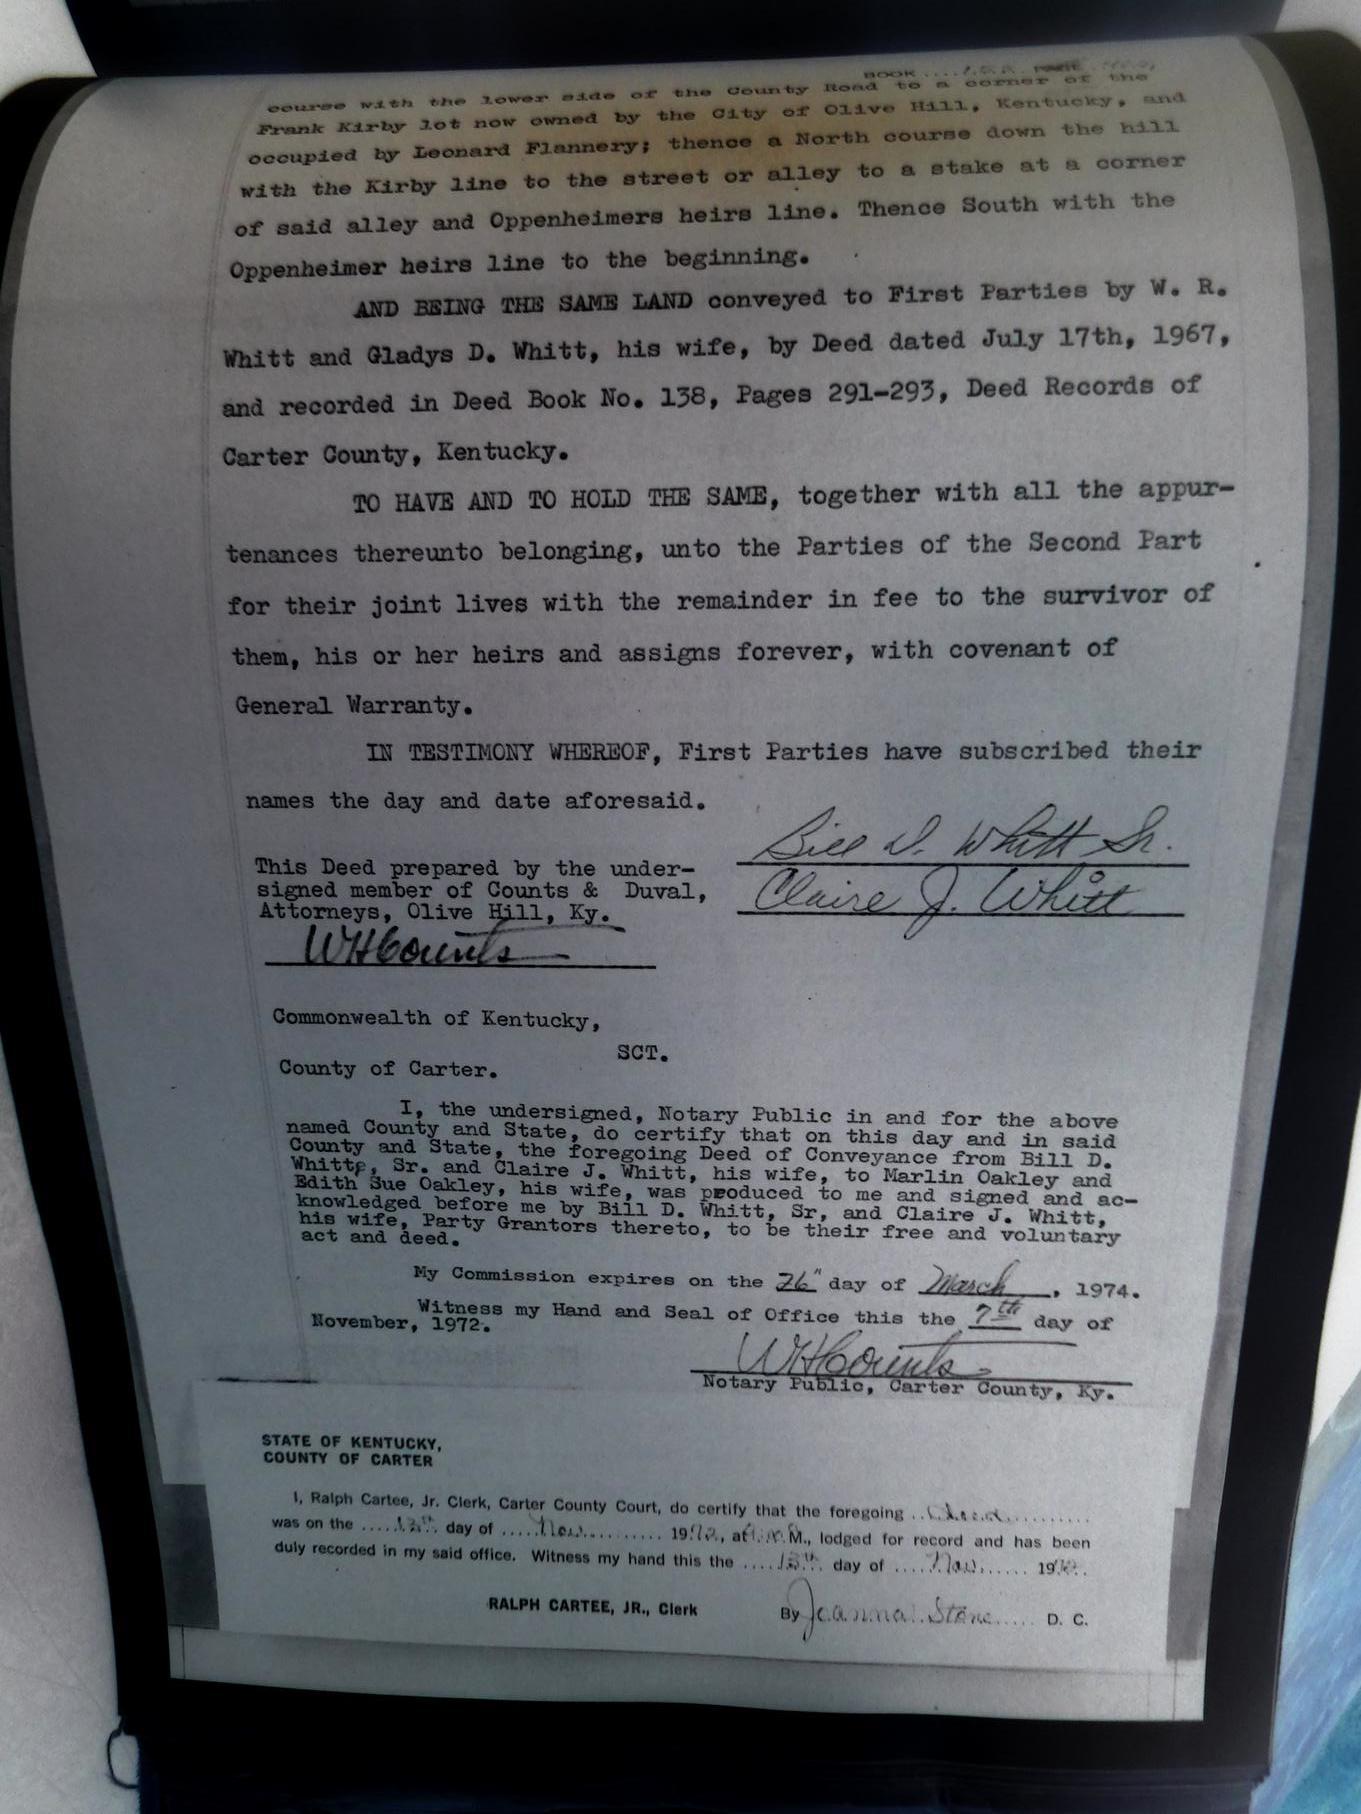 BOOK
course with the lower side of the County Road to a corner of the
Frank Kirby lot now owned by the City of Olive Hill, Kentucky, and
occupied by Leonard Flannery; thence a North course down the hill
with the Kirby line to the street or alley to a stake at a corner
of said alley and Oppenheimers heirs line. Thence South with the
Oppenheimer heirs line to the beginning.
AND BEING THE SAME LAND conveyed to First Parties by W. R.
Whitt and Gladys D. Whitt, his wife, by Deed dated July 17th, 1967,
and recorded in Deed Book No. 138, Pages 291-293, Deed Records of
Carter County, Kentucky.
TO HAVE AND TO HOLD THE SAME, together with all the appur-
tenances thereunto belonging, unto the Parties of the Second Part
for their joint lives with the remainder in fee to the survivor of
them, his or her heirs and assigns forever, with covenant of
General Warranty.
IN TESTIMONY WHEREOF, First Parties have subscribed their
names the day and date aforesaid.
Bill D. Whitt Sr.
Claire J. Whitt
This Deed prepared by the under-
signed member of Counts & Duval,
Attorneys, Olive Hill, Ky.
WHCounts
Commonwealth of Kentucky,
SCT.
County of Carter.
I, the undersigned, Notary Public in and for the above
named County and State, do certify that on this day and in said
County and State, the foregoing Deed of Conveyance from Bill D.
Whitt, Sr. and Claire J. Whitt, his wife, to Marlin Oakley and
Edith Sue Oakley, his wife, was produced to me and signed and ac-
knowledged before me by Bill D. Whitt, Sr, and Claire J. Whitt,
his wife, Party Grantors thereto, to be their free and voluntary
act and deed.
My Commission expires on the 26" day of March, 1974.
Witness my Hand and Seal of Office this the 7th day of
November, 1972.
WHCounts
Notary Public, Carter County, Ky.
STATE OF KENTUCKY,
COUNTY OF CARTER
I, Ralph Cartee, Jr. Clerk, Carter County Court, do certify that the foregoing
was on the 13th day of Nov. 1972, at M., lodged for record and has been
duly recorded in my said office. Witness my hand this the 13th day of Nov. 19
RALPH CARTEE, JR., Clerk By Joanna Stone D. C.